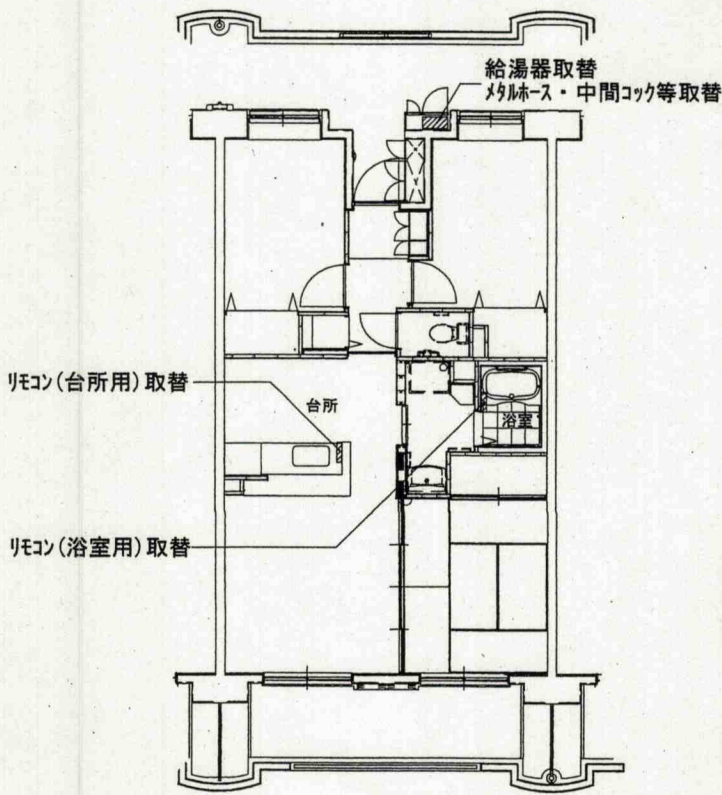 給湯器取替
ﾒﾀﾙﾎｰｽ・中間ｺｯｸ等取替
ﾘﾓｺﾝ(台所用)取替
台所
浴室
ﾘﾓｺﾝ(浴室用)取替